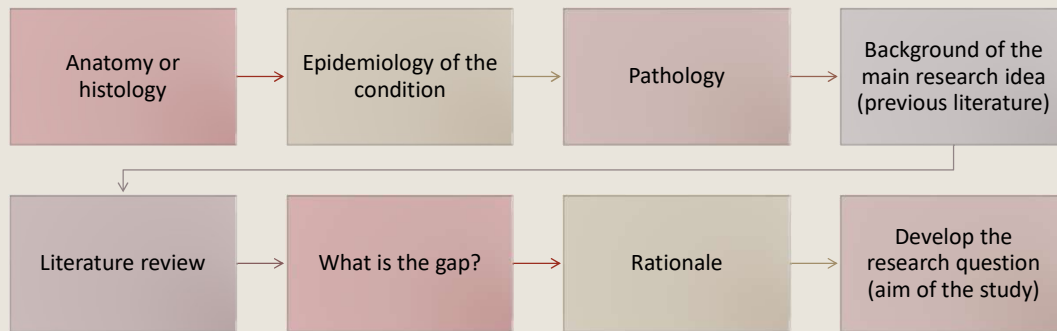 Anatomy or
histology
Epidemiology of the
condition
Pathology
Background of the
main research idea
(previous literature)
Literature review
What is the gap?
Rationale
Develop the
research question
(aim of the study)